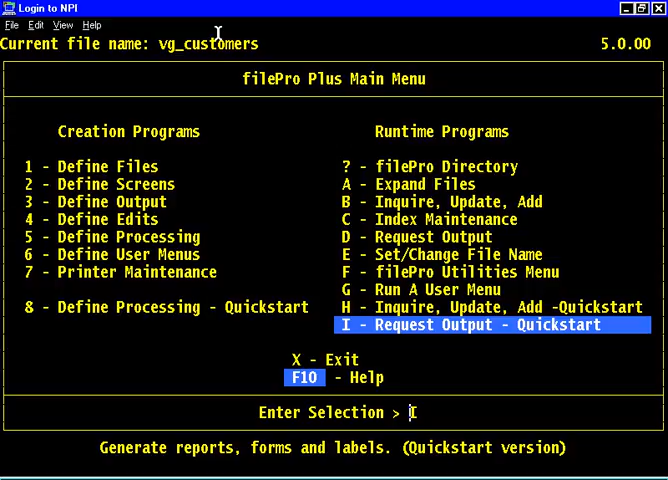 Login to NPI
File Edit View Help
Current file name: vg_customers 5.0.00
filePro Plus Main Menu
Creation Programs Runtime Programs
1 - Define Files ? - filePro Directory
2 - Define Screens A - Expand Files
3 - Define Output B - Inquire, Update, Add
4 - Define Edits C - Index Maintenance
5 - Define Processing D - Request Output
6 - Define User Menus E - Set/Change File Name
7 - Printer Maintenance F - filePro Utilities Menu
G - Run A User Menu
8 - Define Processing - Quickstart H - Inquire, Update, Add -Quickstart
I - Request Output - Quickstart
X - Exit
F10 - Help
Enter Selection > I
Generate reports, forms and labels. (Quickstart version)